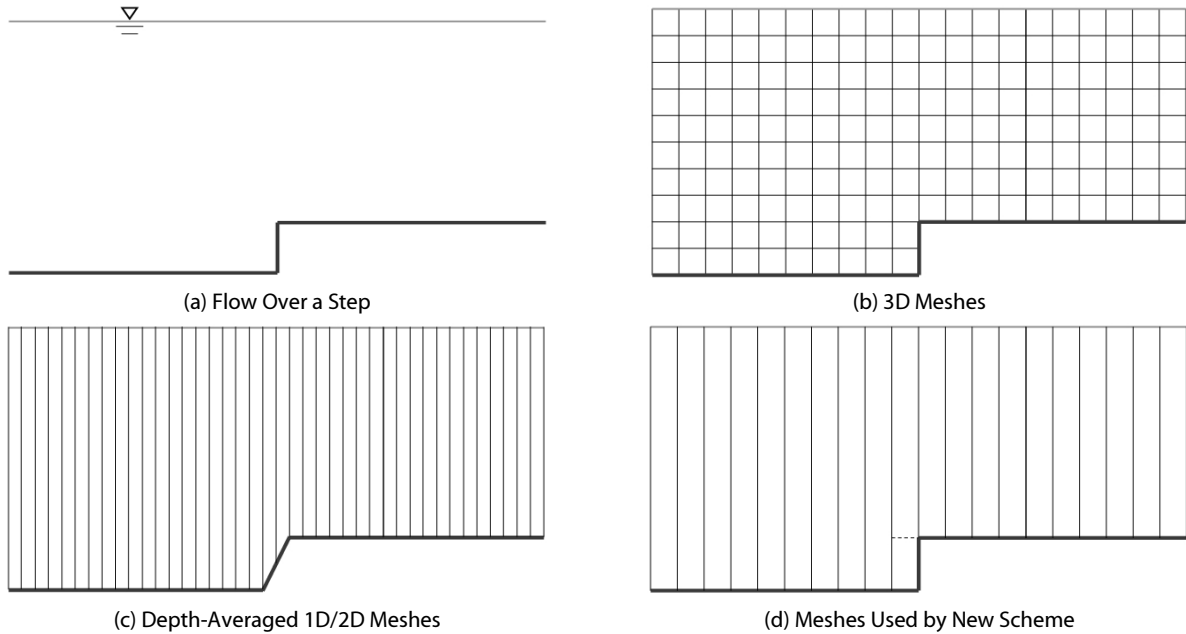 (a) Flow Over a Step
(b) 3D Meshes
(c) Depth-Averaged 1D/2D Meshes
(d) Meshes Used by New Scheme